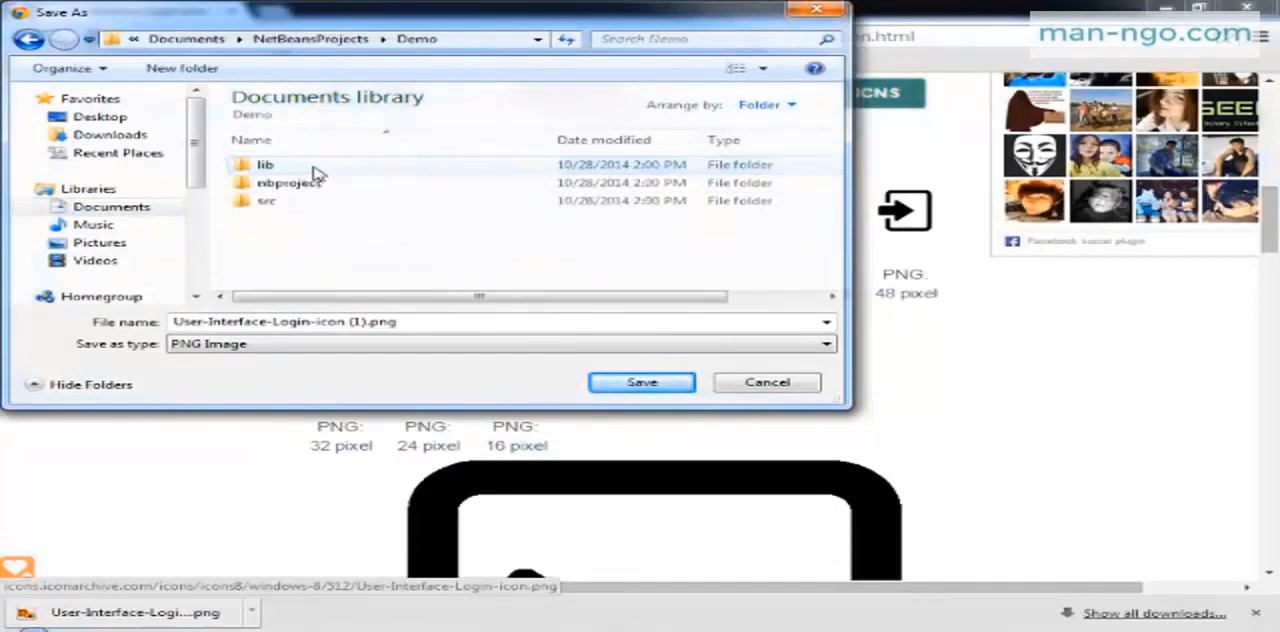 Save As
man-ngo.com
« Documents ▸ NetBeansProjects ▸ Demo
Search Demo
on.html
Organize
New folder
Favorites
Desktop
Downloads
Recent Places
Libraries
Documents
Music
Pictures
Videos
Homegroup
Documents library
Demo
Arrange by: Folder
Name Date modified Type
lib 10/28/2014 2:00 PM File folder
nbproject 10/28/2014 2:00 PM File folder
src 10/28/2014 2:00 PM File folder
File name: User-Interface-Login-icon (1).png
Save as type: PNG Image
Hide Folders
Save
Cancel
CNS
SEE
PNG:
48 pixel
Facebook social plugin
PNG: PNG: PNG:
32 pixel 24 pixel 16 pixel
icons.iconarchive.com/icons/icons8/windows-8/512/User-Interface-Login-icon.png
User-Interface-Logi....png
Show all downloads...